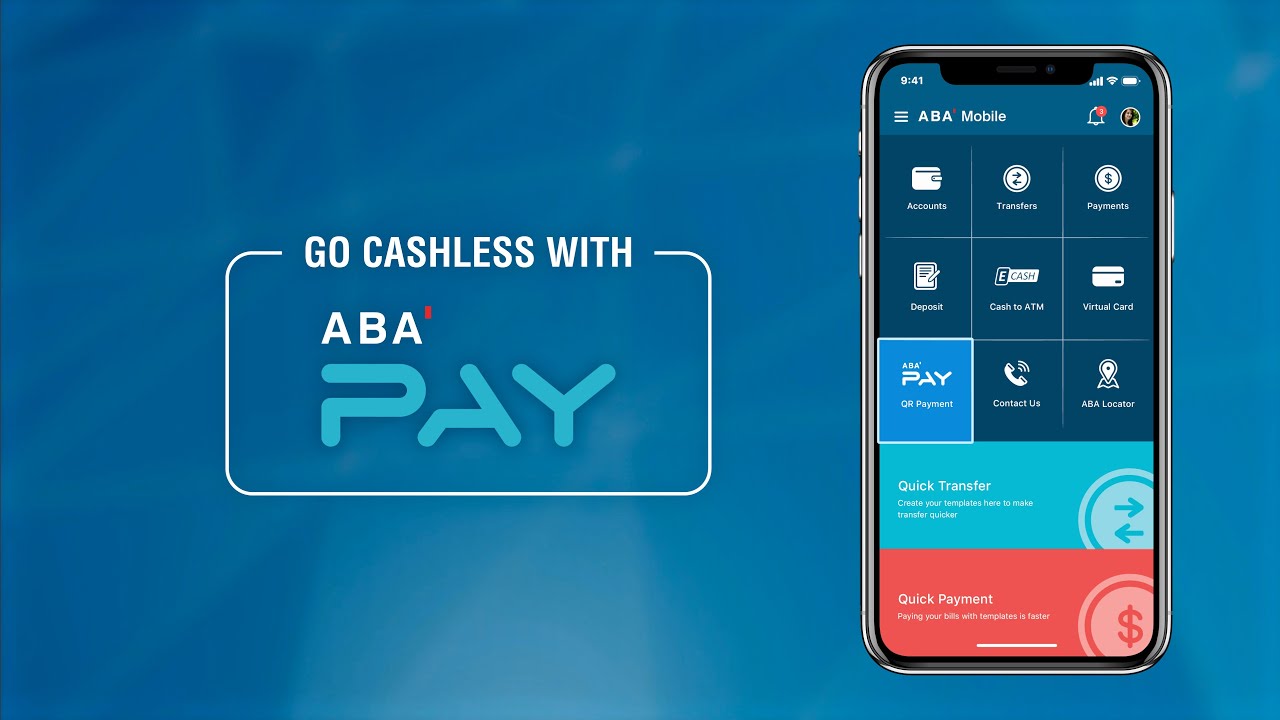 GO CASHLESS WITH
ABA'
PAY
9:41
ABA' Mobile
3
Accounts
Transfers
Payments
Deposit
E CASH
Cash to ATM
Virtual Card
ABA'
PAY
QR Payment
Contact Us
ABA Locator
Quick Transfer
Create your templates here to make
transfer quicker
Quick Payment
Paying your bills with templates is faster